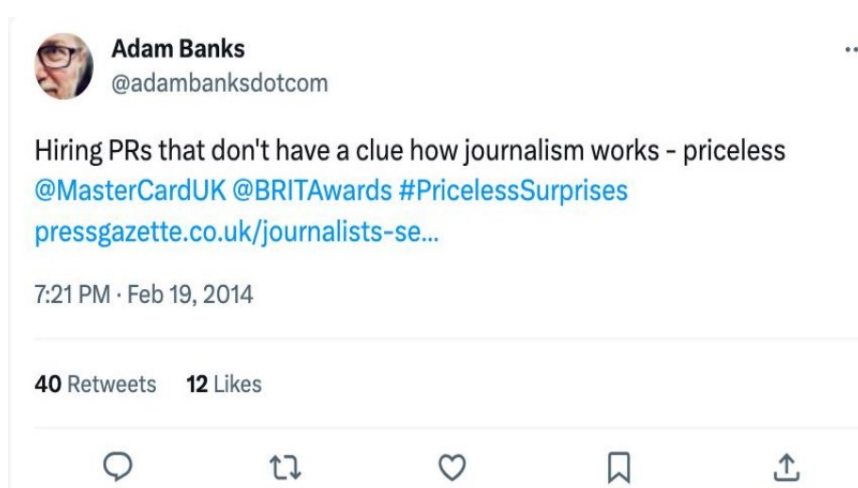 Adam Banks
@adambanksdotcom
Hiring PRs that don't have a clue how journalism works - priceless
@MasterCardUK @BRITAwards #PricelessSurprises
pressgazette.co.uk/journalists-se...
7:21 PM · Feb 19, 2014
40 Retweets 12 Likes